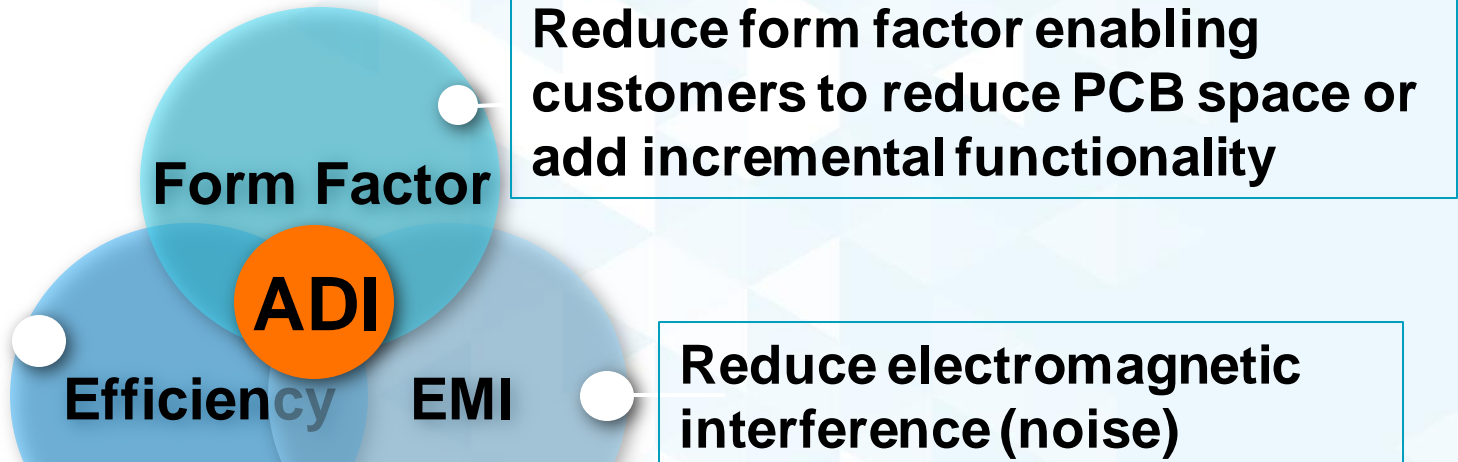 Reduce form factor enabling
customers to reduce PCB space or
add incremental functionality
Form Factor
ADI
Efficiency
EMI
Reduce electromagnetic
interference (noise)